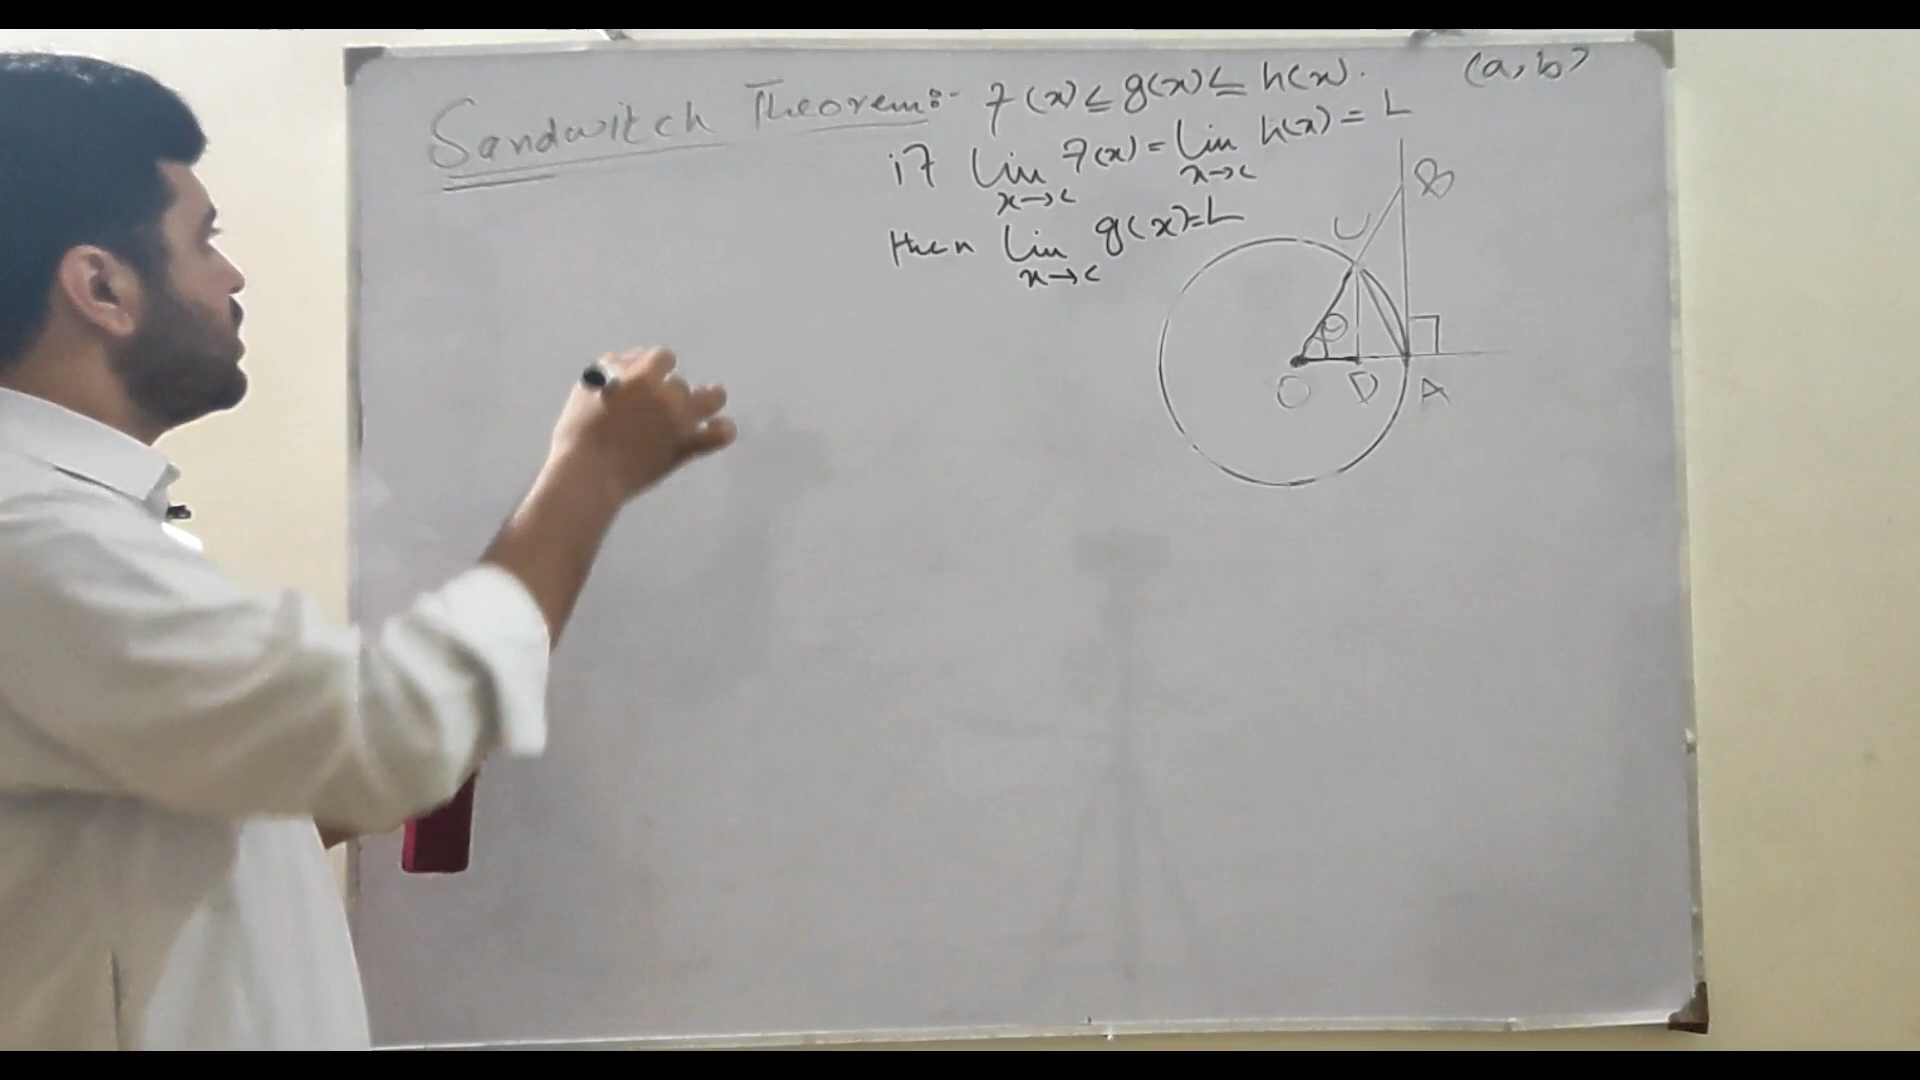 Sandwitch Theorem:- f(x) ≤ g(x) ≤ h(x). (a, b)
if lim f(x) = lim h(x) = L
x→c x→c
then lim g(x) = L
x→c
B
C
θ
O D A